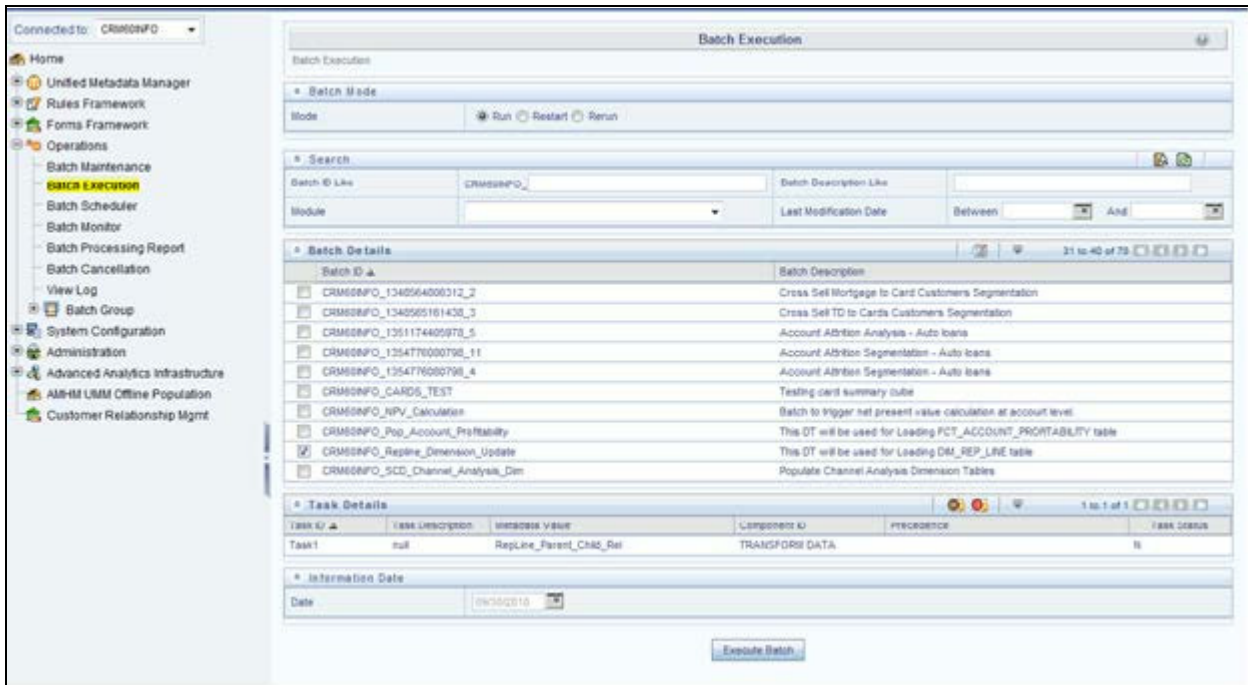 Connected to: CRM60INFO
Home
Unified Metadata Manager
Rules Framework
Forms Framework
Operations
Batch Maintenance
Batch Execution
Batch Scheduler
Batch Monitor
Batch Processing Report
Batch Cancellation
View Log
Batch Group
System Configuration
Administration
Advanced Analytics Infrastructure
AMHM UMM Offline Population
Customer Relationship Mgmt
Batch Execution
Batch Execution
Batch Mode
Mode Run Restart Rerun
Search
Batch ID Like CRM60INFO_ Batch Description Like
Module Last Modification Date Between And
Batch Details 31 to 40 of 79
Batch ID Batch Description
CRM60INFO_1340564006312_2 Cross Sell Mortgage to Card Customers Segmentation
CRM60INFO_1340565161438_3 Cross Sell TD to Cards Customers Segmentation
CRM60INFO_1351174405978_5 Account Attrition Analysis - Auto loans
CRM60INFO_1354776000798_11 Account Attrition Segmentation - Auto loans
CRM60INFO_1354776000798_4 Account Attrition Segmentation - Auto loans
CRM60INFO_CARDS_TEST Testing card summary cube
CRM60INFO_NPV_Calculation Batch to trigger net present value calculation at account level
CRM60INFO_Pop_Account_Profitability This DT will be used for Loading FCT_ACCOUNT_PROFITABILITY table
CRM60INFO_Repline_Dimension_Update This DT will be used for Loading DIM_REP_LINE table
CRM60INFO_SCD_Channel_Analysis_Dim Populate Channel Analysis Dimension Tables
Task Details 1 to 1 of 1
Task ID Task Description Metadata Value Component ID Precedence Task Status
Task1 null RepLine_Parent_Child_Rel TRANSFORM DATA N
Information Date
Date
Execute Batch